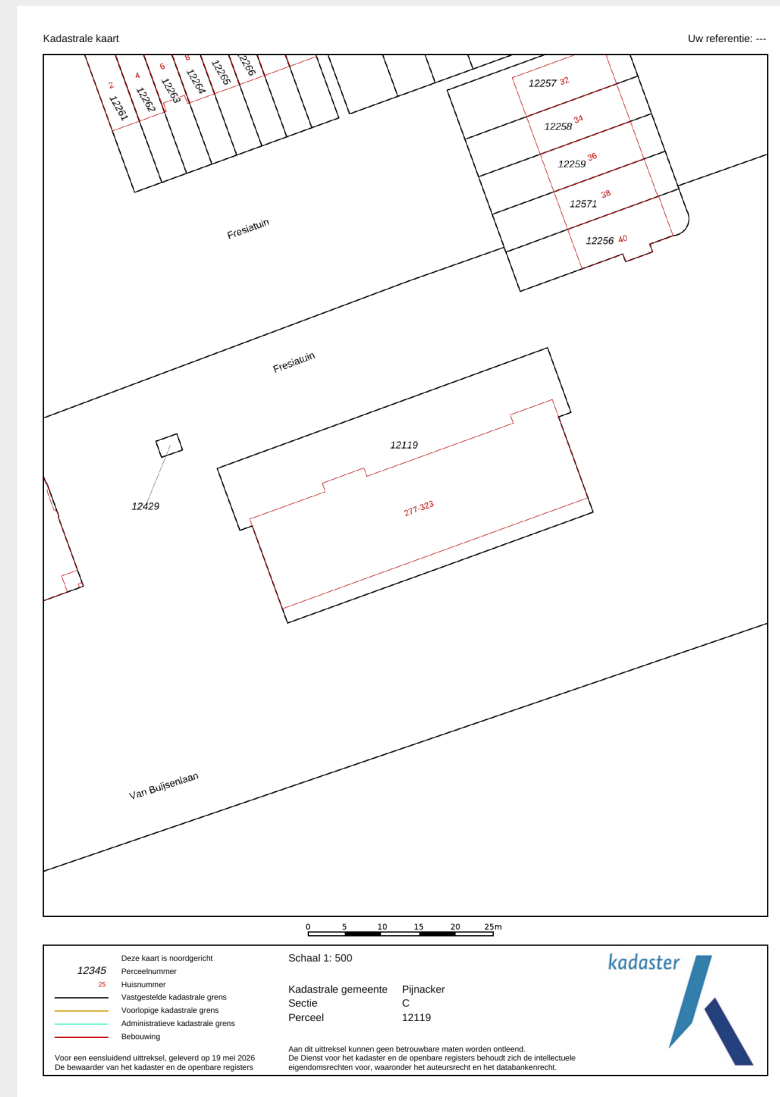 Kadastrale kaart
Uw referentie: ---
2
4
6
8
12261
12262
12263
12264
12265
12266
12257 32
12258 34
12259 36
12571 38
12256 40
Fresiatuin
Fresiatuin
12119
277-323
12429
Van Buijsenlaan
0 5 10 15 20 25m
Deze kaart is noordgericht
12345 Perceelnummer
25 Huisnummer
Vastgestelde kadastrale grens
Voorlopige kadastrale grens
Administratieve kadastrale grens
Bebouwing
Voor een eensluidend uittreksel, geleverd op 19 mei 2026
De bewaarder van het kadaster en de openbare registers
Schaal 1: 500
Kadastrale gemeente Pijnacker
Sectie C
Perceel 12119
Aan dit uittreksel kunnen geen betrouwbare maten worden ontleend.
De Dienst voor het kadaster en de openbare registers behoudt zich de intellectuele
eigendomsrechten voor, waaronder het auteursrecht en het databankenrecht.
kadaster